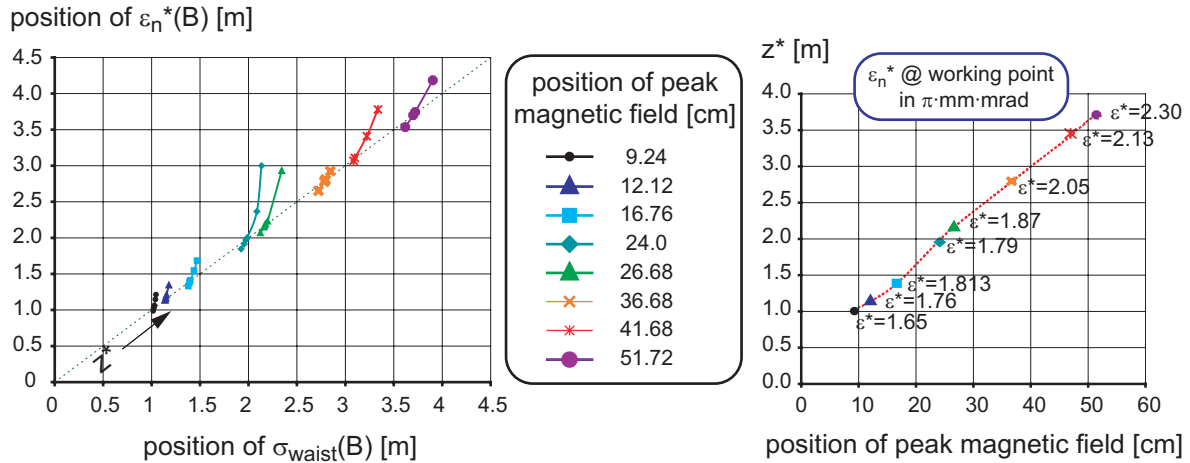 position of εn*(B) [m]
4.5
4.0
3.5
3.0
2.5
2.0
1.5
1.0
0.5
0
Z*
0 0.5 1 1.5 2 2.5 3 3.5 4 4.5
position of σwaist(B) [m]
position of peak
magnetic field [cm]
9.24
12.12
16.76
24.0
26.68
36.68
41.68
51.72
z* [m]
εn* @ working point
in π·mm·mrad
4.0
3.5
3.0
2.5
2.0
1.5
1.0
0.5
0.0
ε*=2.30
ε*=2.13
ε*=2.05
ε*=1.87
ε*=1.79
ε*=1.813
ε*=1.76
ε*=1.65
0 10 20 30 40 50 60
position of peak magnetic field [cm]